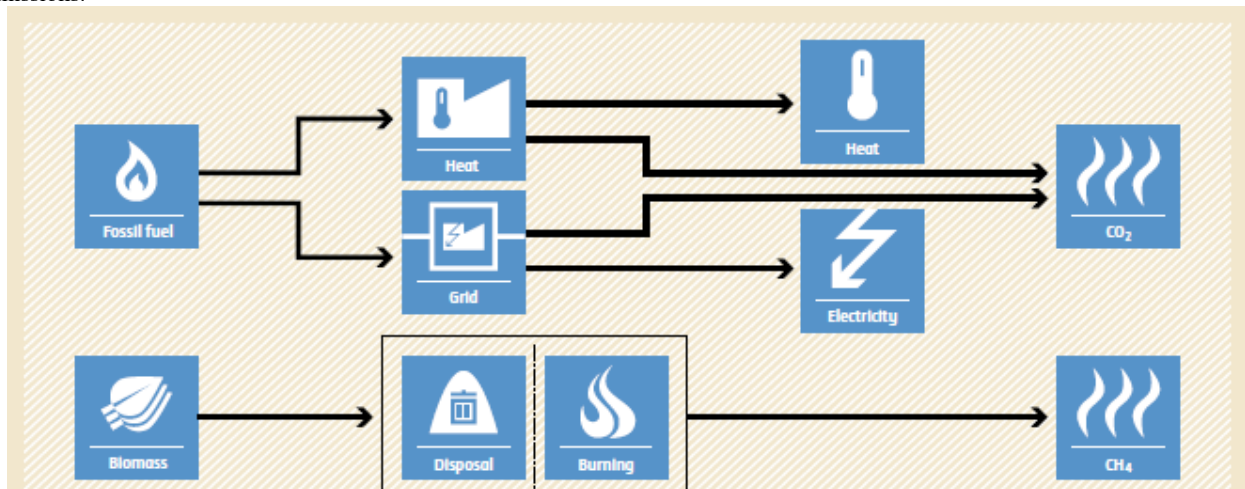 Heat
Heat
Fossil fuel
CO₂
Grid
Electricity
Biomass
Disposal
Burning
CH₄